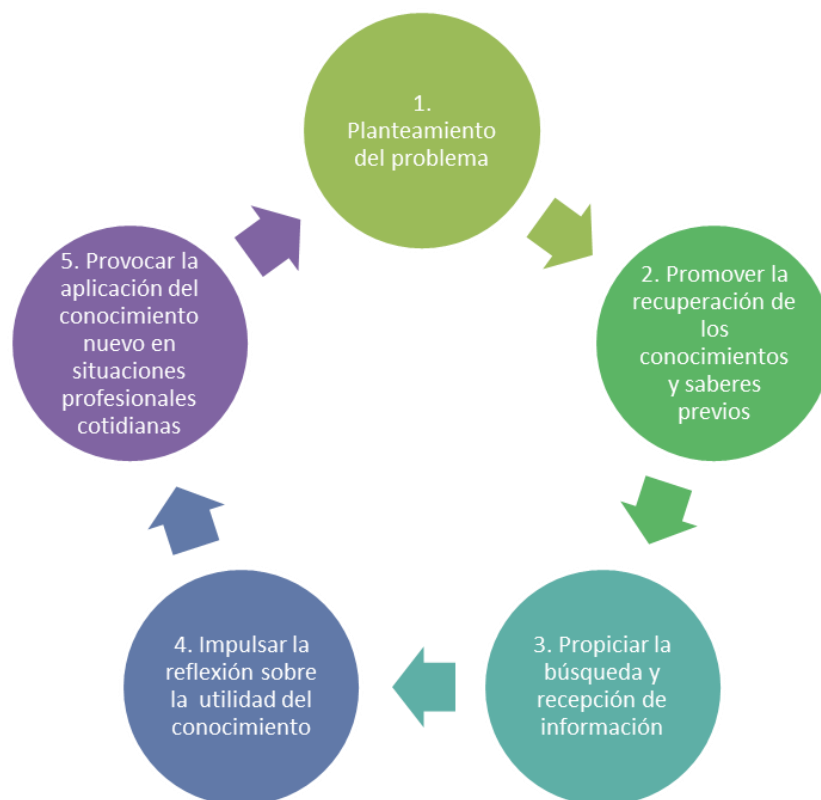 1.
Planteamiento
del problema
2. Promover la
recuperación de
los
conocimientos
y saberes
previos
3. Propiciar la
búsqueda y
recepción de
información
4. Impulsar la
reflexión sobre
la utilidad del
conocimiento
5. Provocar la
aplicación del
conocimiento
nuevo en
situaciones
profesionales
cotidianas